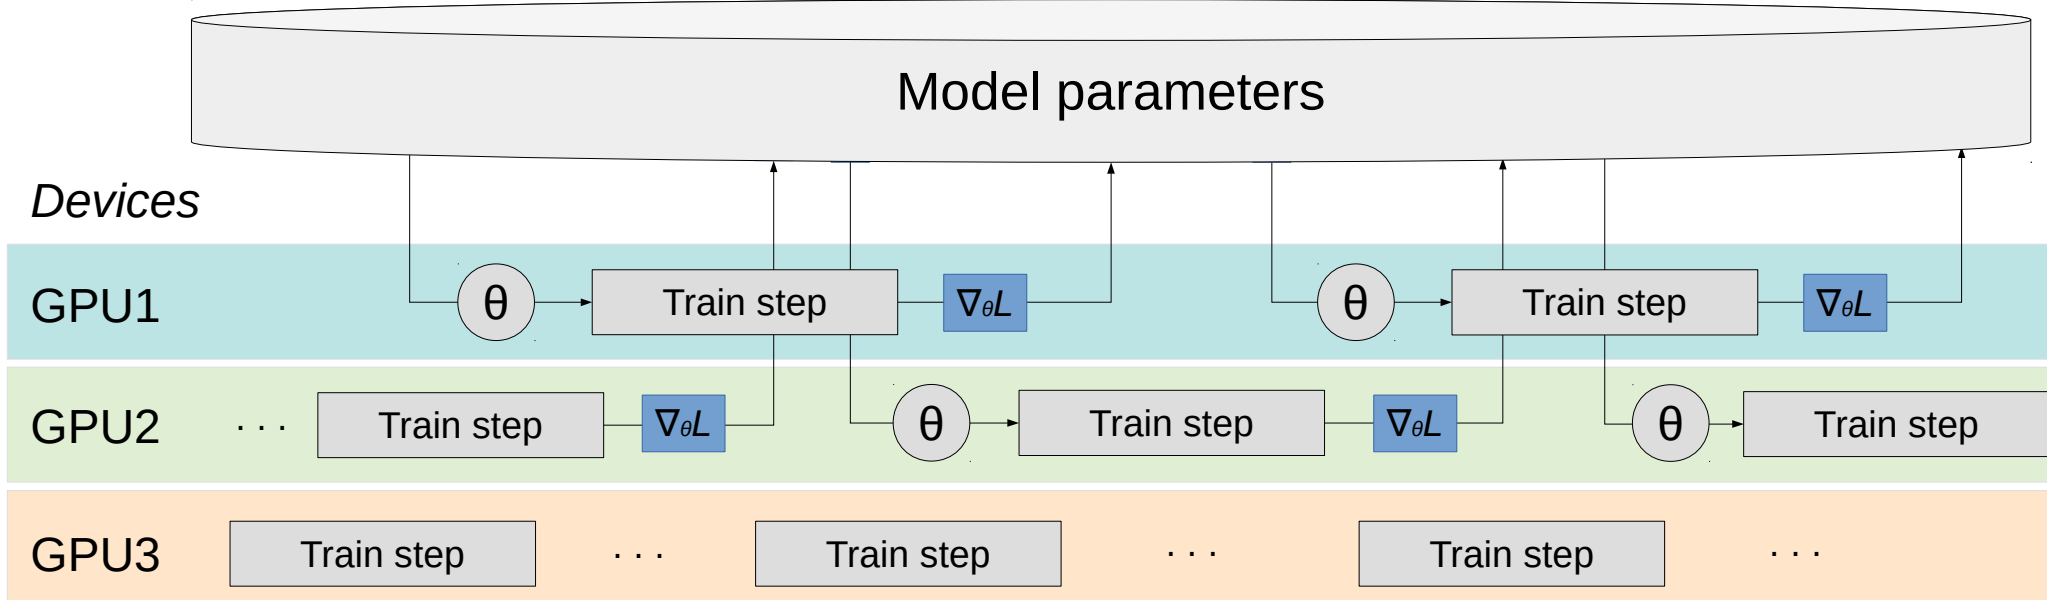 Model parameters
Devices
GPU1 θ Train step ∇θL θ Train step ∇θL
GPU2 · · · Train step ∇θL θ Train step ∇θL θ Train step
GPU3 Train step · · · Train step · · · Train step · · ·